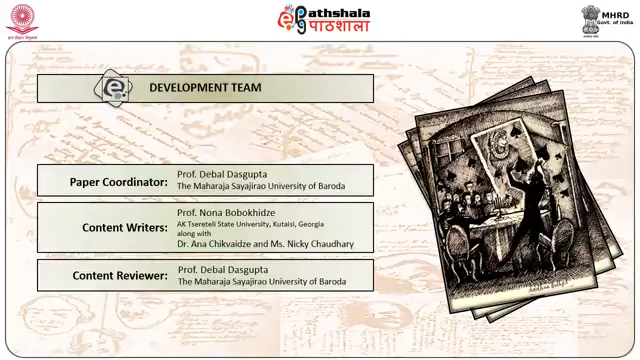 ePathshala
पाठशाला
MHRD
Govt. of India
DEVELOPMENT TEAM
Paper Coordinator:
Prof. Debal Dasgupta
The Maharaja Sayajirao University of Baroda
Content Writers:
Prof. Nona Bobokhidze
AK Tsereteli State University, Kutaisi, Georgia
along with
Dr. Ana Chikvaidze and Ms. Nicky Chaudhary
Content Reviewer:
Prof. Debal Dasgupta
The Maharaja Sayajirao University of Baroda